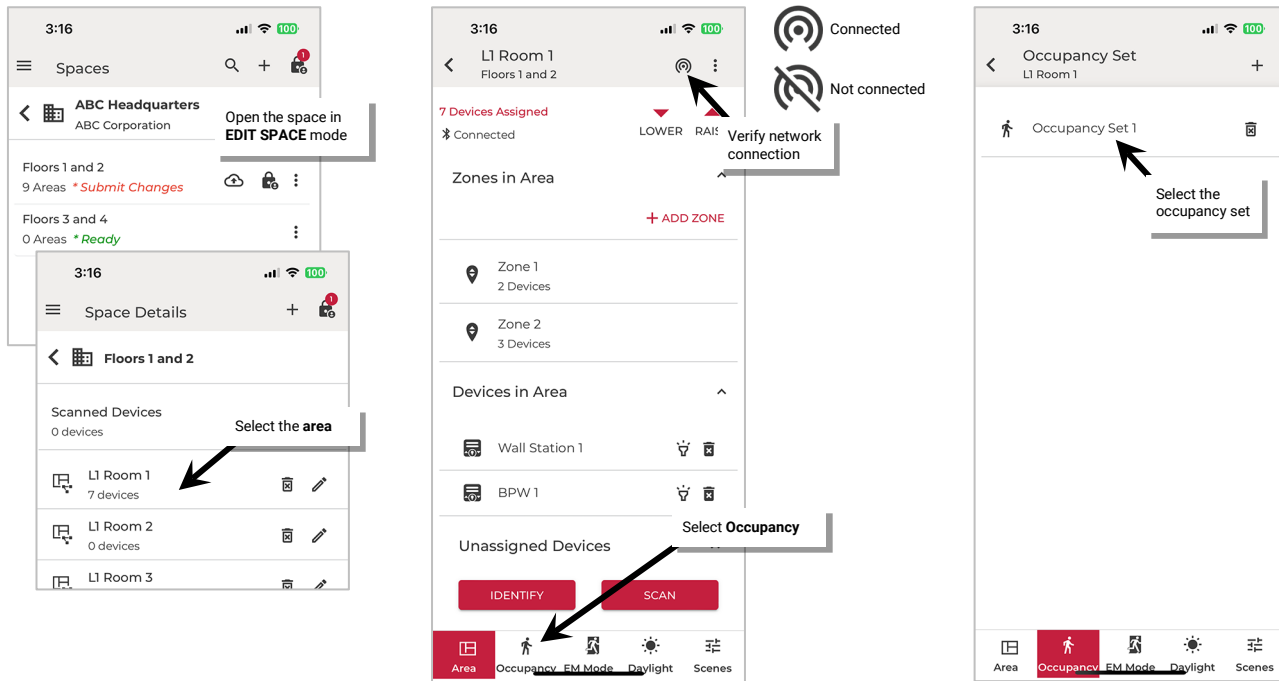 3:16
100
Spaces
1
ABC Headquarters
ABC Corporation
Open the space in
EDIT SPACE mode
Floors 1 and 2
9 Areas * Submit Changes
Floors 3 and 4
0 Areas * Ready
3:16
100
Space Details
1
Floors 1 and 2
Scanned Devices
0 devices
Select the area
L1 Room 1
7 devices
L1 Room 2
0 devices
L1 Room 3
3:16
100
L1 Room 1
Floors 1 and 2
7 Devices Assigned
Connected
LOWER
Verify network
connection
Zones in Area
+ ADD ZONE
Zone 1
2 Devices
Zone 2
3 Devices
Devices in Area
Wall Station 1
BPW 1
Select Occupancy
Unassigned Devices
IDENTIFY
SCAN
Area
Occupancy
EM Mode
Daylight
Scenes
Connected
Not connected
3:16
100
Occupancy Set
L1 Room 1
Occupancy Set 1
Select the
occupancy set
Area
Occupancy
EM Mode
Daylight
Scenes